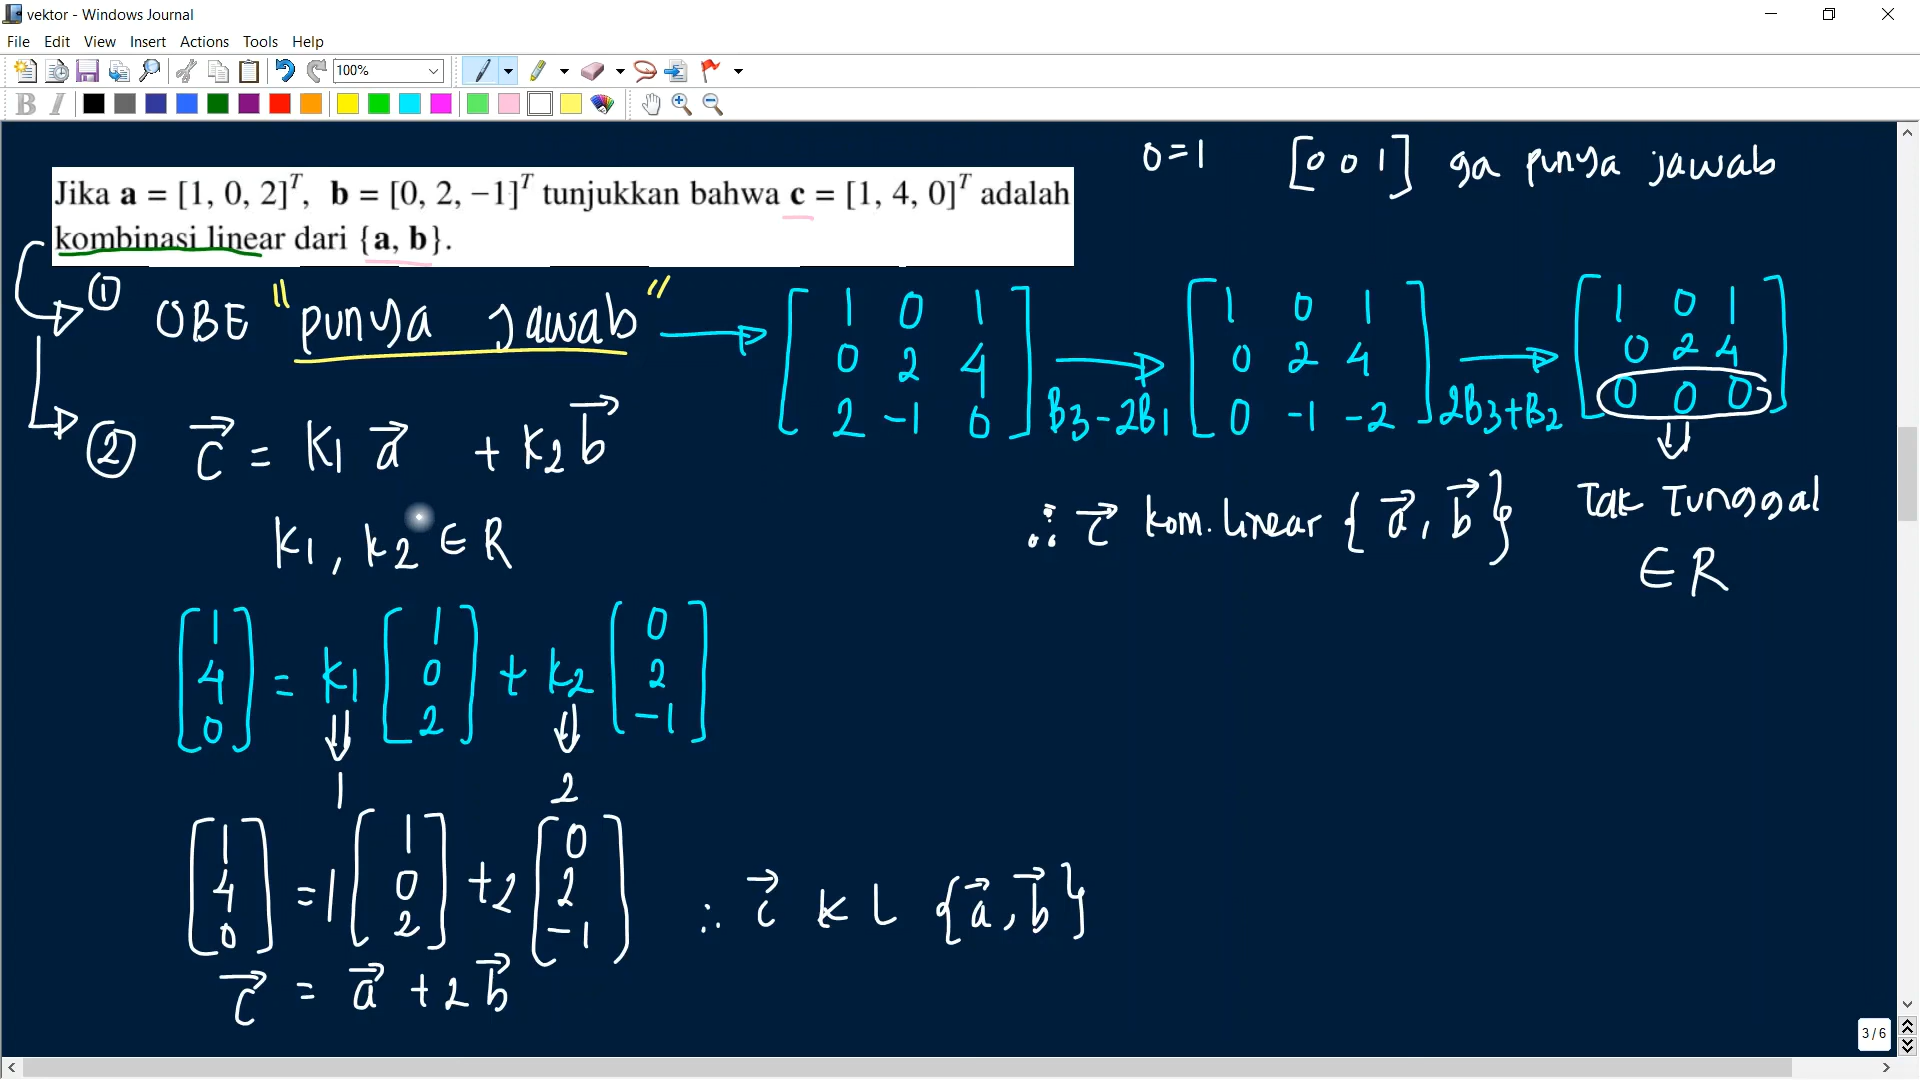 vektor - Windows Journal
File Edit View Insert Actions Tools Help
100%
B I
0=1 [0 0 1] ga punya jawab
Jika a = [1, 0, 2]ᵀ, b = [0, 2, −1]ᵀ tunjukkan bahwa c = [1, 4, 0]ᵀ adalah
kombinasi linear dari {a, b}.
① OBE "punya jawab"
1 0 1
0 2 4
2 -1 0
B3-2B1
1 0 1
0 2 4
0 -1 -2
2B3+B2
1 0 1
0 2 4
0 0 0
② c = K1 a + K2 b
K1, K2 ∈ R
∴ c kom. linear {a, b}
Tak Tunggal
∈ R
[1 4 0] = K1 [1 0 2] + K2 [0 2 -1]
1 2
[1 4 0] = 1 [1 0 2] + 2 [0 2 -1]
∴ c K L {a, b}
c = a + 2 b
3 / 6